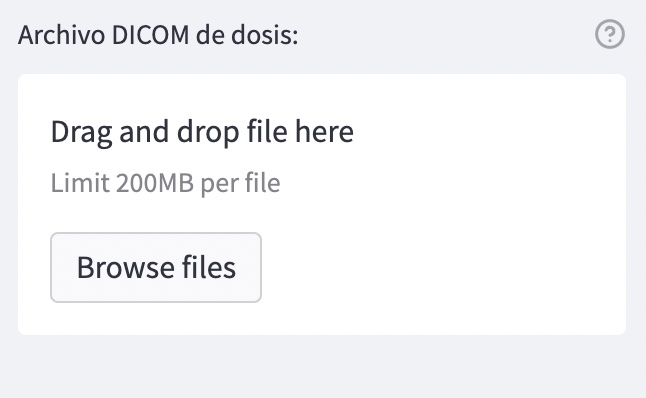 Archivo DICOM de dosis:
?
Drag and drop file here
Limit 200MB per file
Browse files